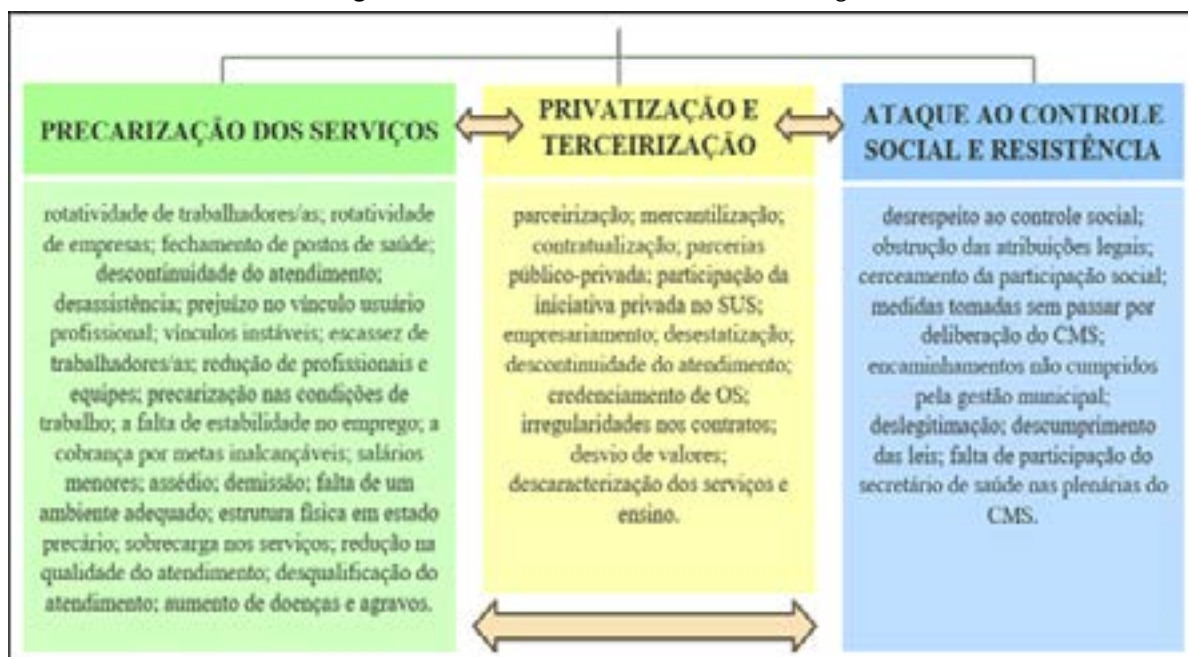 PRECARIZAÇÃO DOS SERVIÇOS
rotatividade de trabalhadores/as; rotatividade
de empresas; fechamento de postos de saúde;
descontinuidade do atendimento;
desassistência; prejuízo no vínculo usuário
profissional; vínculos instáveis; escassez de
trabalhadores/as; redução de profissionais e
equipes; precarização nas condições de
trabalho; a falta de estabilidade no emprego; a
cobrança por metas inalcançáveis; salários
menores; assédio; demissão; falta de um
ambiente adequado; estrutura física em estado
precário; sobrecarga nos serviços; redução na
qualidade do atendimento; desqualificação do
atendimento; aumento de doenças e agravos.
PRIVATIZAÇÃO E
TERCEIRIZAÇÃO
parceirização; mercantilização;
contratualização; parcerias
público-privada; participação da
iniciativa privada no SUS;
empresariamento; desestatização;
descontinuidade do atendimento;
credenciamento de OS;
irregularidades nos contratos;
desvio de valores;
descaracterização dos serviços e
ensino.
ATAQUE AO CONTROLE
SOCIAL E RESISTÊNCIA
desrespeito ao controle social;
obstrução das atribuições legais;
cerceamento da participação social;
medidas tomadas sem passar por
deliberação do CMS;
encaminhamentos não cumpridos
pela gestão municipal;
deslegitimação; descumprimento
das leis; falta de participação do
secretário de saúde nas plenárias do
CMS.